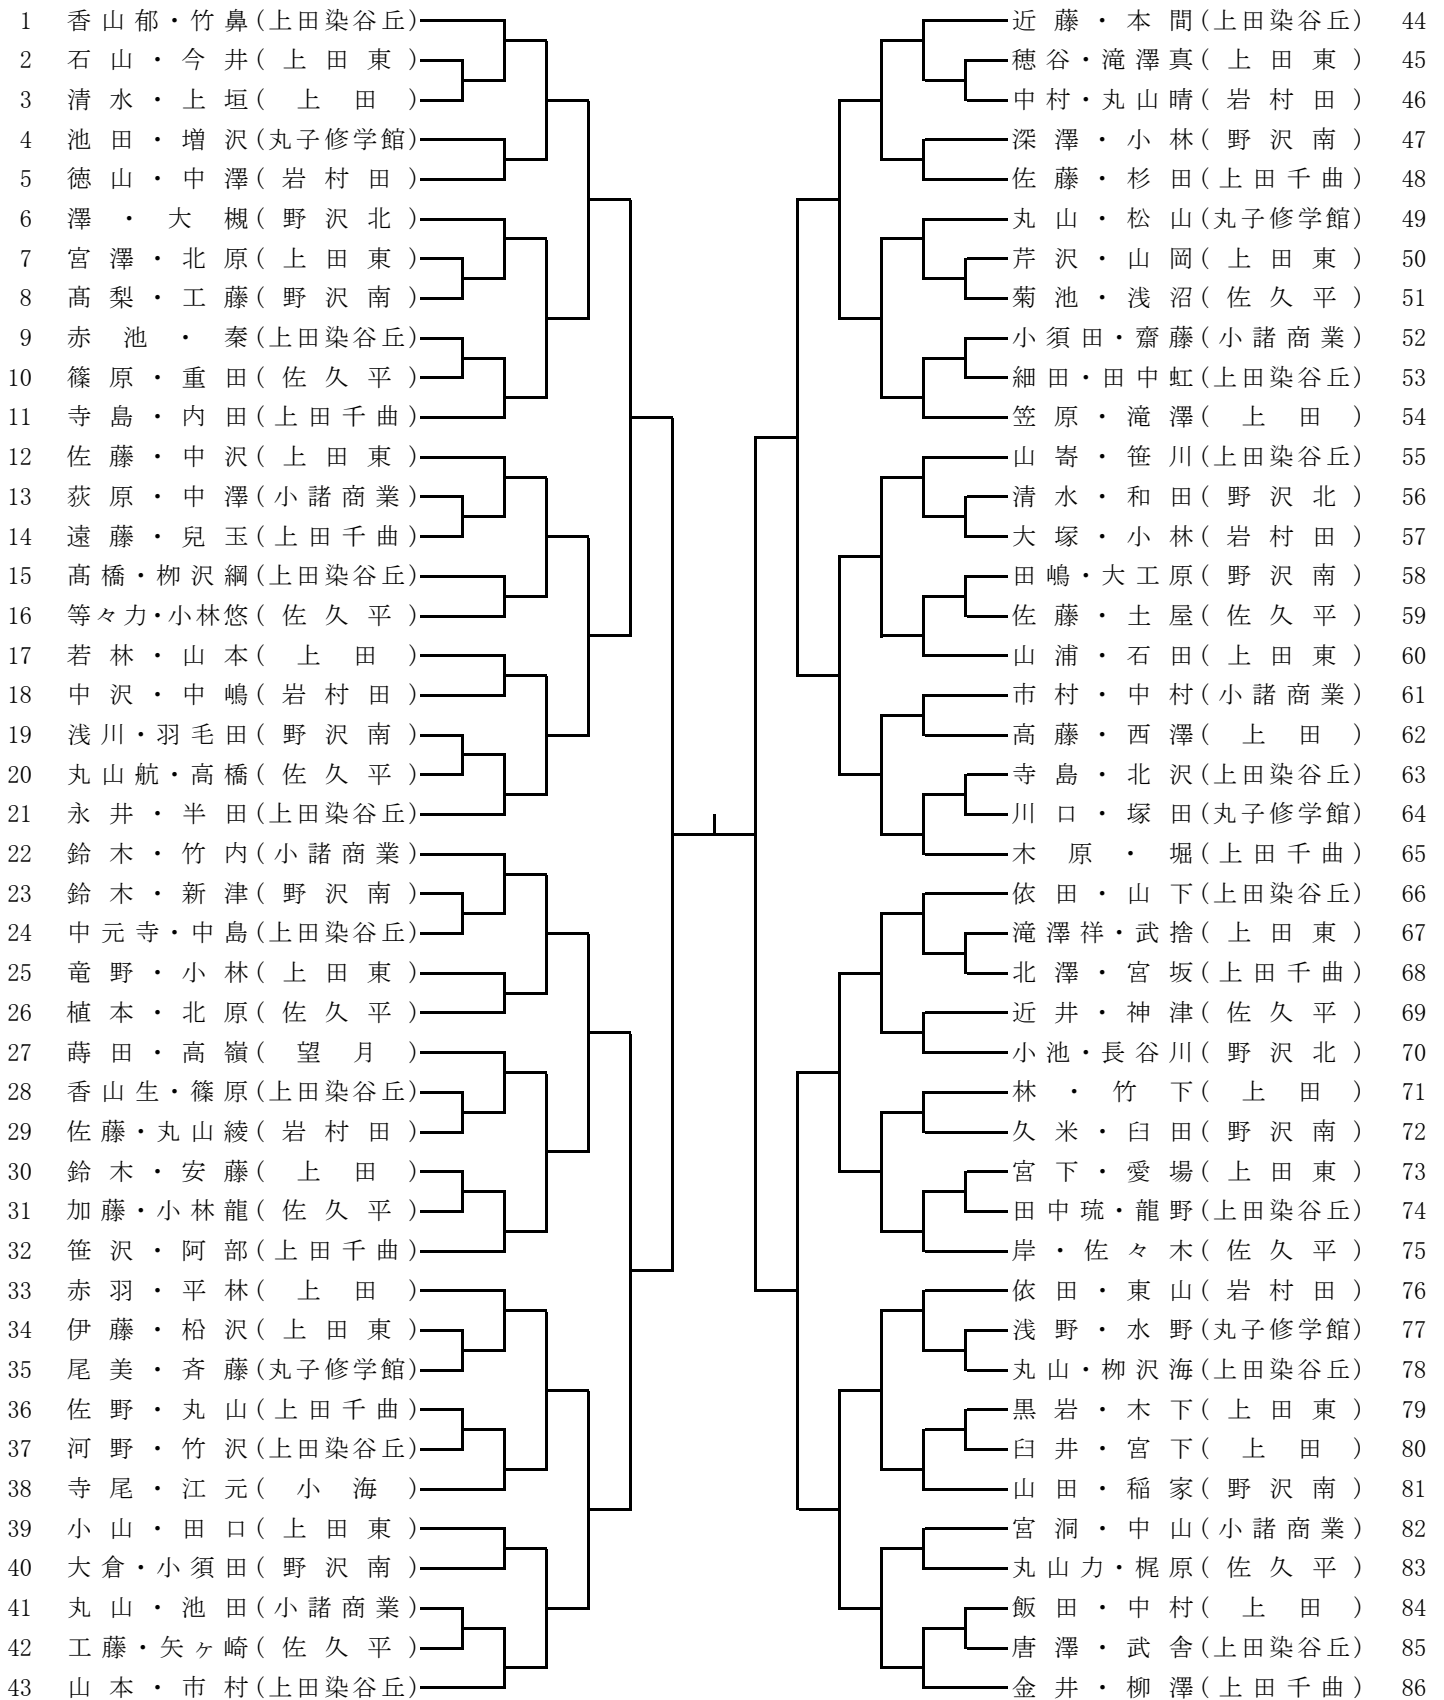 1 香山郁・竹鼻(上田染谷丘)
2 石山・今井(上田東)
3 清水・上垣(上田)
4 池田・増沢(丸子修学館)
5 徳山・中澤(岩村田)
6 澤・大槻(野沢北)
7 宮澤・北原(上田東)
8 髙梨・工藤(野沢南)
9 赤池・秦(上田染谷丘)
10 篠原・重田(佐久平)
11 寺島・内田(上田千曲)
12 佐藤・中沢(上田東)
13 荻原・中澤(小諸商業)
14 遠藤・兒玉(上田千曲)
15 髙橋・栁沢綱(上田染谷丘)
16 等々力・小林悠(佐久平)
17 若林・山本(上田)
18 中沢・中嶋(岩村田)
19 浅川・羽毛田(野沢南)
20 丸山航・高橋(佐久平)
21 永井・半田(上田染谷丘)
22 鈴木・竹内(小諸商業)
23 鈴木・新津(野沢南)
24 中元寺・中島(上田染谷丘)
25 竜野・小林(上田東)
26 植本・北原(佐久平)
27 蒔田・高嶺(望月)
28 香山生・篠原(上田染谷丘)
29 佐藤・丸山綾(岩村田)
30 鈴木・安藤(上田)
31 加藤・小林龍(佐久平)
32 笹沢・阿部(上田千曲)
33 赤羽・平林(上田)
34 伊藤・柗沢(上田東)
35 尾美・斉藤(丸子修学館)
36 佐野・丸山(上田千曲)
37 河野・竹沢(上田染谷丘)
38 寺尾・江元(小海)
39 小山・田口(上田東)
40 大倉・小須田(野沢南)
41 丸山・池田(小諸商業)
42 工藤・矢ヶ崎(佐久平)
43 山本・市村(上田染谷丘)
近藤・本間(上田染谷丘) 44
穂谷・滝澤真(上田東) 45
中村・丸山晴(岩村田) 46
深澤・小林(野沢南) 47
佐藤・杉田(上田千曲) 48
丸山・松山(丸子修学館) 49
芹沢・山岡(上田東) 50
菊池・浅沼(佐久平) 51
小須田・齋藤(小諸商業) 52
細田・田中虹(上田染谷丘) 53
笠原・滝澤(上田) 54
山嵜・笹川(上田染谷丘) 55
清水・和田(野沢北) 56
大塚・小林(岩村田) 57
田嶋・大工原(野沢南) 58
佐藤・土屋(佐久平) 59
山浦・石田(上田東) 60
市村・中村(小諸商業) 61
高藤・西澤(上田) 62
寺島・北沢(上田染谷丘) 63
川口・塚田(丸子修学館) 64
木原・堀(上田千曲) 65
依田・山下(上田染谷丘) 66
滝澤祥・武捨(上田東) 67
北澤・宮坂(上田千曲) 68
近井・神津(佐久平) 69
小池・長谷川(野沢北) 70
林・竹下(上田) 71
久米・臼田(野沢南) 72
宮下・愛場(上田東) 73
田中琉・龍野(上田染谷丘) 74
岸・佐々木(佐久平) 75
依田・東山(岩村田) 76
浅野・水野(丸子修学館) 77
丸山・栁沢海(上田染谷丘) 78
黒岩・木下(上田東) 79
臼井・宮下(上田) 80
山田・稲家(野沢南) 81
宮洞・中山(小諸商業) 82
丸山力・梶原(佐久平) 83
飯田・中村(上田) 84
唐澤・武舎(上田染谷丘) 85
金井・柳澤(上田千曲) 86